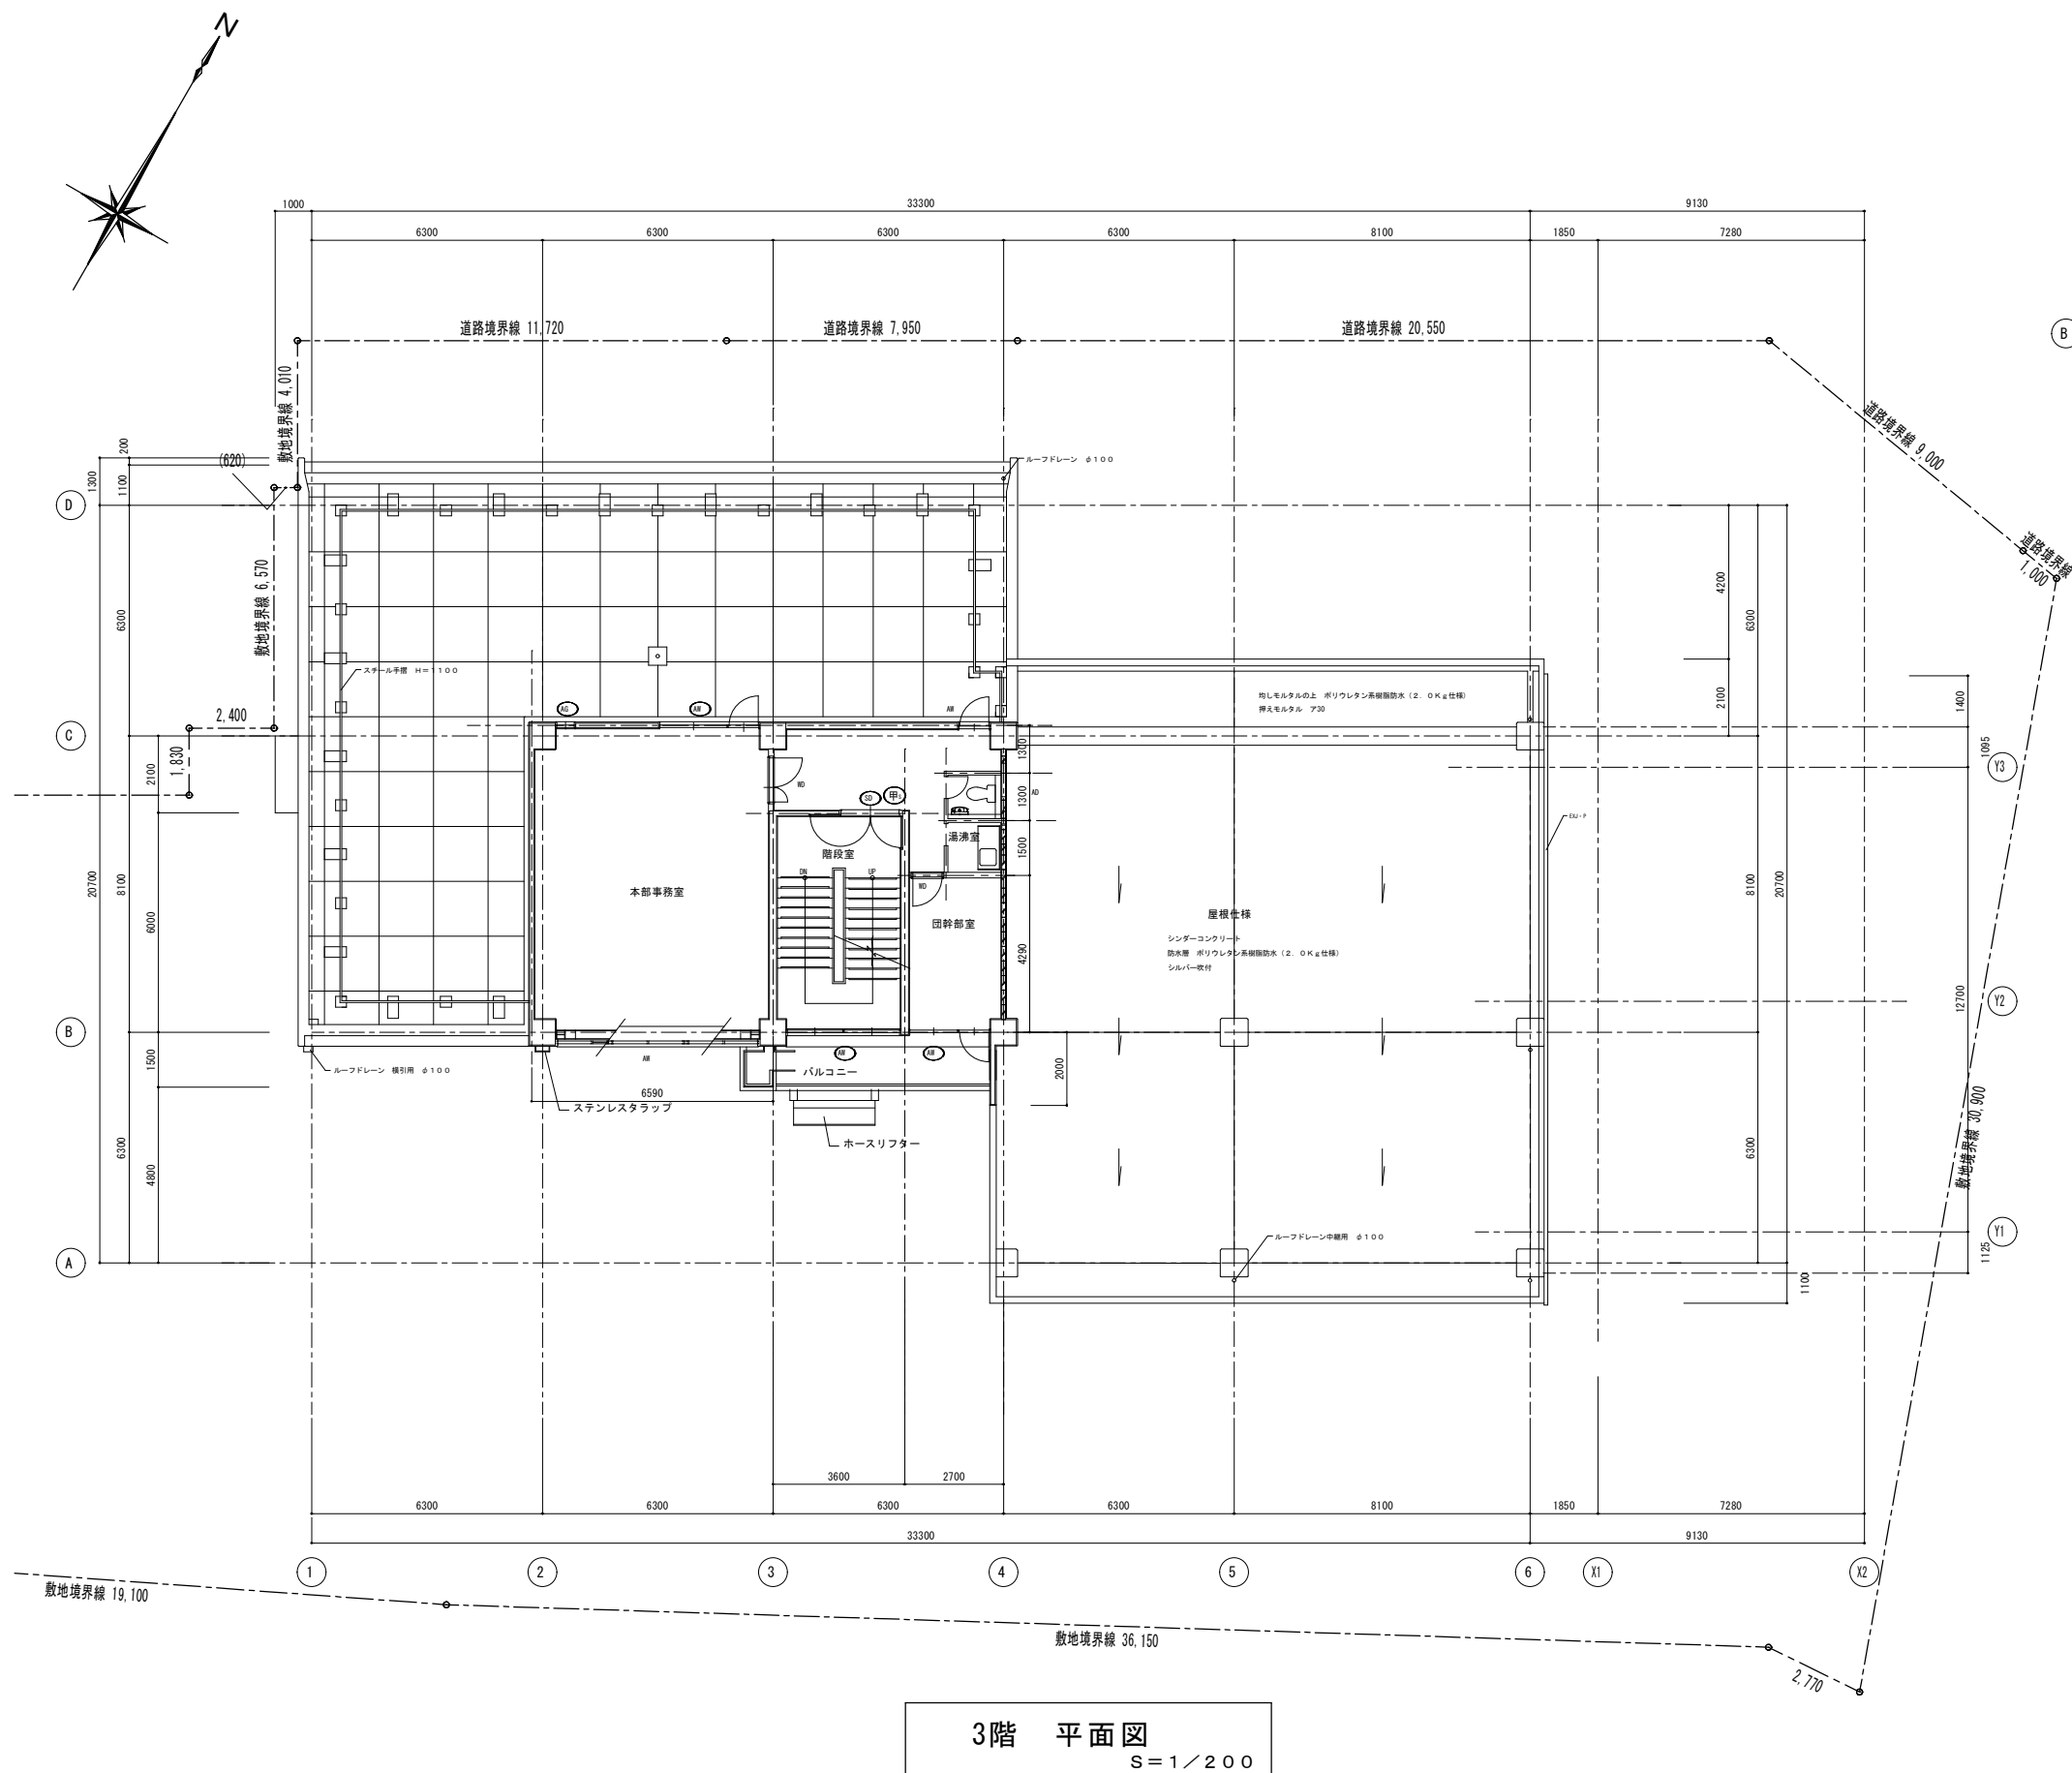 N
1000
33300
9130
6300
6300
6300
6300
8100
1850
7280
道路境界線 11,720
道路境界線 7,950
道路境界線 20,550
B
敷地境界線 4,010
道路境界線 9,000
道路境界線
1,000
200
(620)
1300
1100
ルーフドレーン φ100
D
敷地境界線 6,570
6300
4200
6300
スチール手摺 H=1100
均しモルタルの上 ポリウレタン系樹脂防水(2.0Kg仕様)
押えモルタル ア30
2100
1400
2,400
AG
AW
AW
C
1,830
2100
1300
1095
Y3
WD
SD
甲
1300
AD
EXJ-P
湯沸室
1500
階段室
DN
UP
WD
本部事務室
団幹部室
屋根仕様
シンダーコンクリート
防水層 ポリウレタン系樹脂防水(2.0Kg仕様)
シルバー吹付
20700
8100
6000
4290
8100
20700
12700
Y2
B
AW
AW
AW
バルコニー
1500
ルーフドレーン 横引用 φ100
6590
ステンレスタラップ
2000
ホースリフター
6300
4800
6300
敷地境界線 30,900
ルーフドレーン中継用 φ100
Y1
A
1125
1100
3600
2700
6300
6300
6300
6300
8100
1850
7280
33300
9130
1
2
3
4
5
6
X1
X2
敷地境界線 19,100
敷地境界線 36,150
2,770
3階 平面図
S=1/200